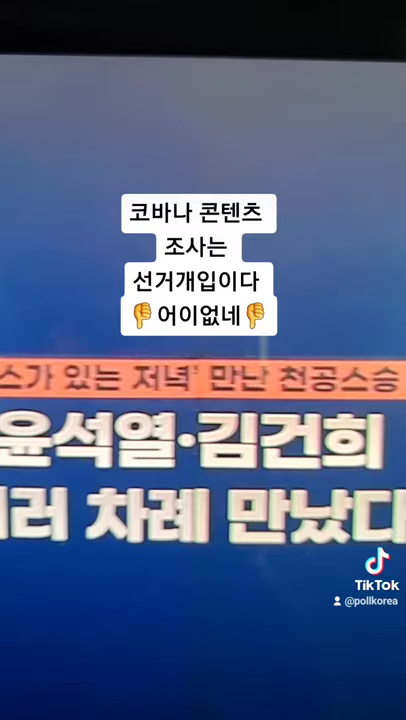 코바나 콘텐츠
조사는
선거개입이다
👎어이없네👎
스가 있는 저녁' 만난 천공스승
윤석열·김건희
러 차례 만났다
TikTok
@pollkorea